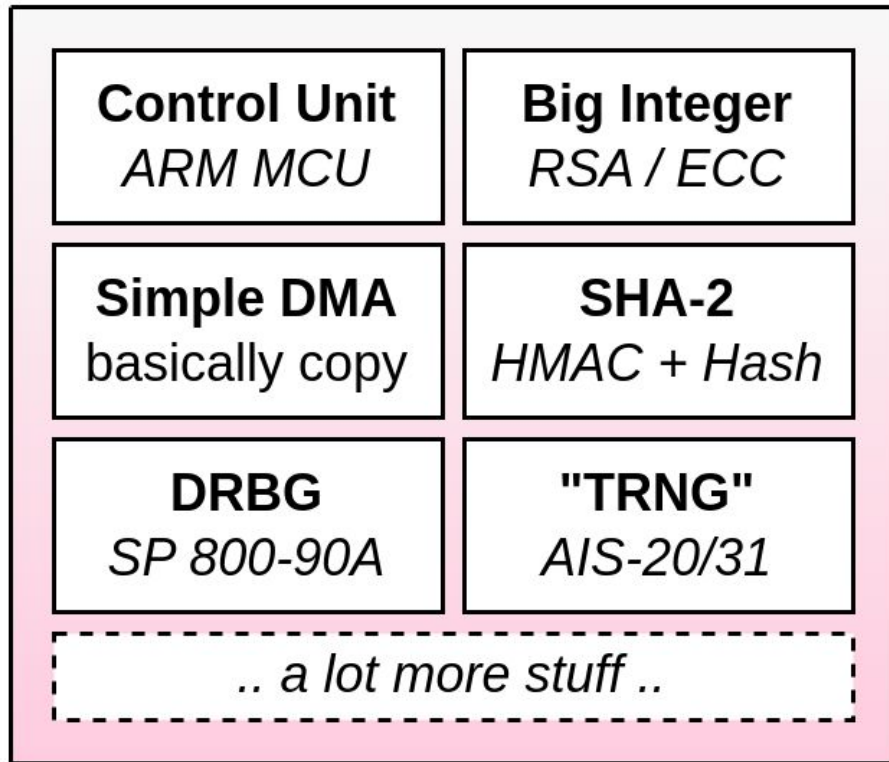 Control Unit
ARM MCU
Big Integer
RSA / ECC
Simple DMA
basically copy
SHA-2
HMAC + Hash
DRBG
SP 800-90A
"TRNG"
AIS-20/31
.. a lot more stuff ..